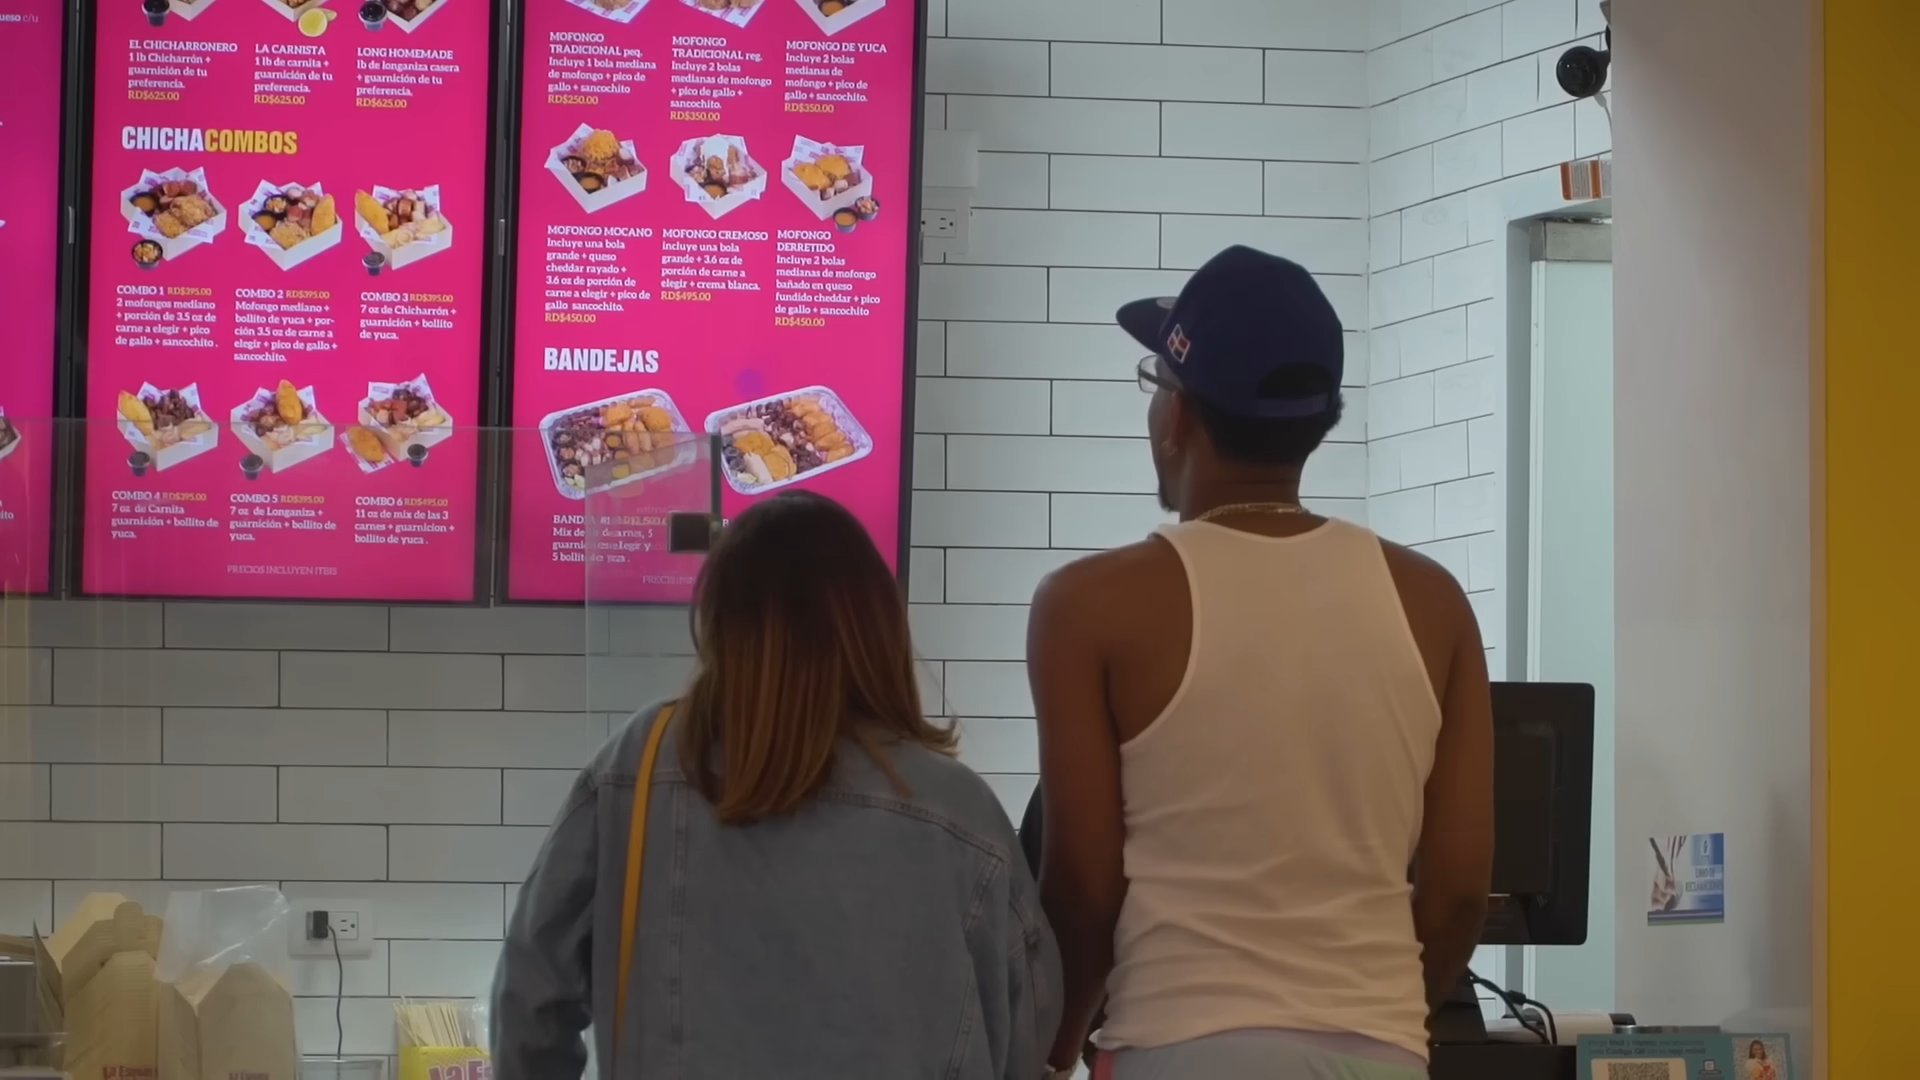 queso c/u
EL CHICHARRONERO
1 lb Chicharrón +
guarnición de tu
preferencia.
RD$625.00
LA CARNISTA
1 lb de carnita +
guarnición de tu
preferencia.
RD$625.00
LONG HOMEMADE
lb de longaniza casera
+ guarnición de tu
preferencia.
RD$625.00
CHICHACOMBOS
COMBO 1 RD$395.00
2 mofongos mediano
+ porción de 3.5 oz de
carne a elegir + pico
de gallo + sancochito .
COMBO 2 RD$395.00
Mofongo mediano +
bollito de yuca + por-
ción 3.5 oz de carne a
elegir + pico de gallo +
sancochito.
COMBO 3 RD$395.00
7 oz de Chicharrón +
guarnición + bollito
de yuca.
COMBO 4 RD$395.00
7 oz de Carnita
guarnición + bollito de
yuca.
COMBO 5 RD$395.00
7 oz de Longaniza +
guarnición + bollito de
yuca.
COMBO 6 RD$495.00
11 oz de mix de las 3
carnes + guarnicion +
bollito de yuca .
PRECIOS INCLUYEN ITBIS
MOFONGO
TRADICIONAL peq.
Incluye 1 bola mediana
de mofongo + pico de
gallo + sancochito
RD$250.00
MOFONGO
TRADICIONAL reg.
Incluye 2 bolas
medianas de mofongo
+ pico de gallo +
sancochito.
RD$350.00
MOFONGO DE YUCA
Incluye 2 bolas
medianas de
mofongo + pico de
gallo + sancochito.
RD$350.00
MOFONGO MOCANO
Incluye una bola
grande + queso
cheddar rayado +
3.6 oz de porción de
carne a elegir + pico de
gallo sancochito.
RD$450.00
MOFONGO CREMOSO
Incluye una bola
grande + 3.6 oz de
porción de carne a
elegir + crema blanca.
RD$495.00
MOFONGO
DERRETIDO
Incluye 2 bolas
medianas de mofongo
bañado en queso
fundido cheddar + pico
de gallo + sancochito
RD$450.00
BANDEJAS
Mix de
5 bollitos de yuca .
LIBRO DE
RECLAMACIONES